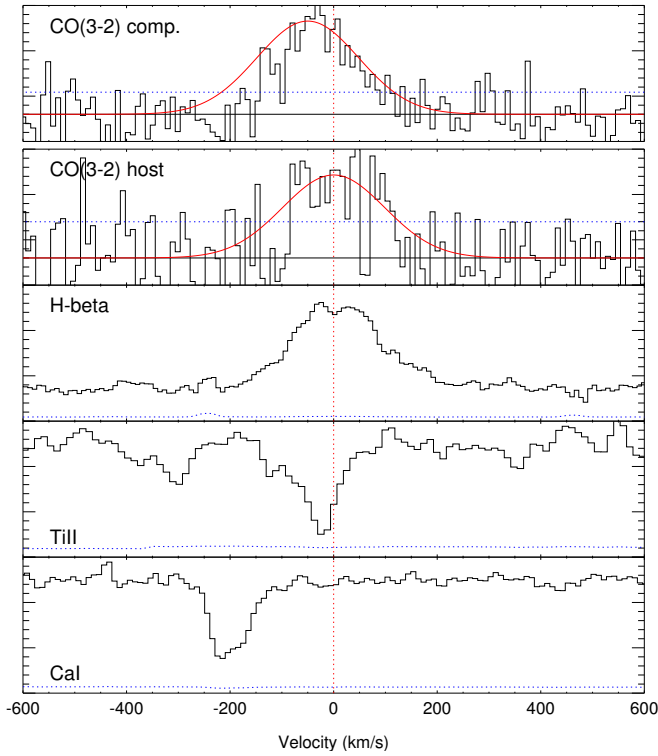 CO(3-2) comp.
CO(3-2) host
H-beta
TiII
CaI
-600 -400 -200 0 200 400 600
Velocity (km/s)